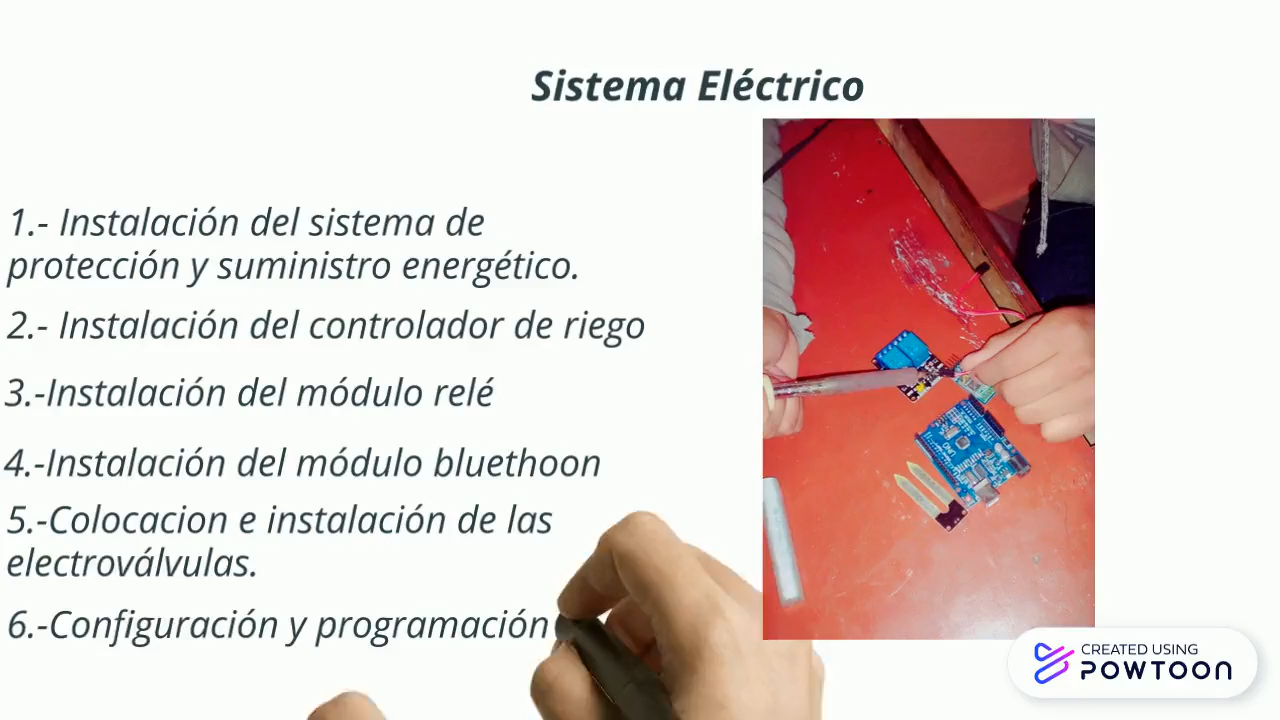 Sistema Eléctrico
1.- Instalación del sistema de
protección y suministro energético.
2.- Instalación del controlador de riego
3.-Instalación del módulo relé
4.-Instalación del módulo bluethoon
5.-Colocacion e instalación de las
electroválvulas.
6.-Configuración y programación
UNO
CREATED USING
POWTOON